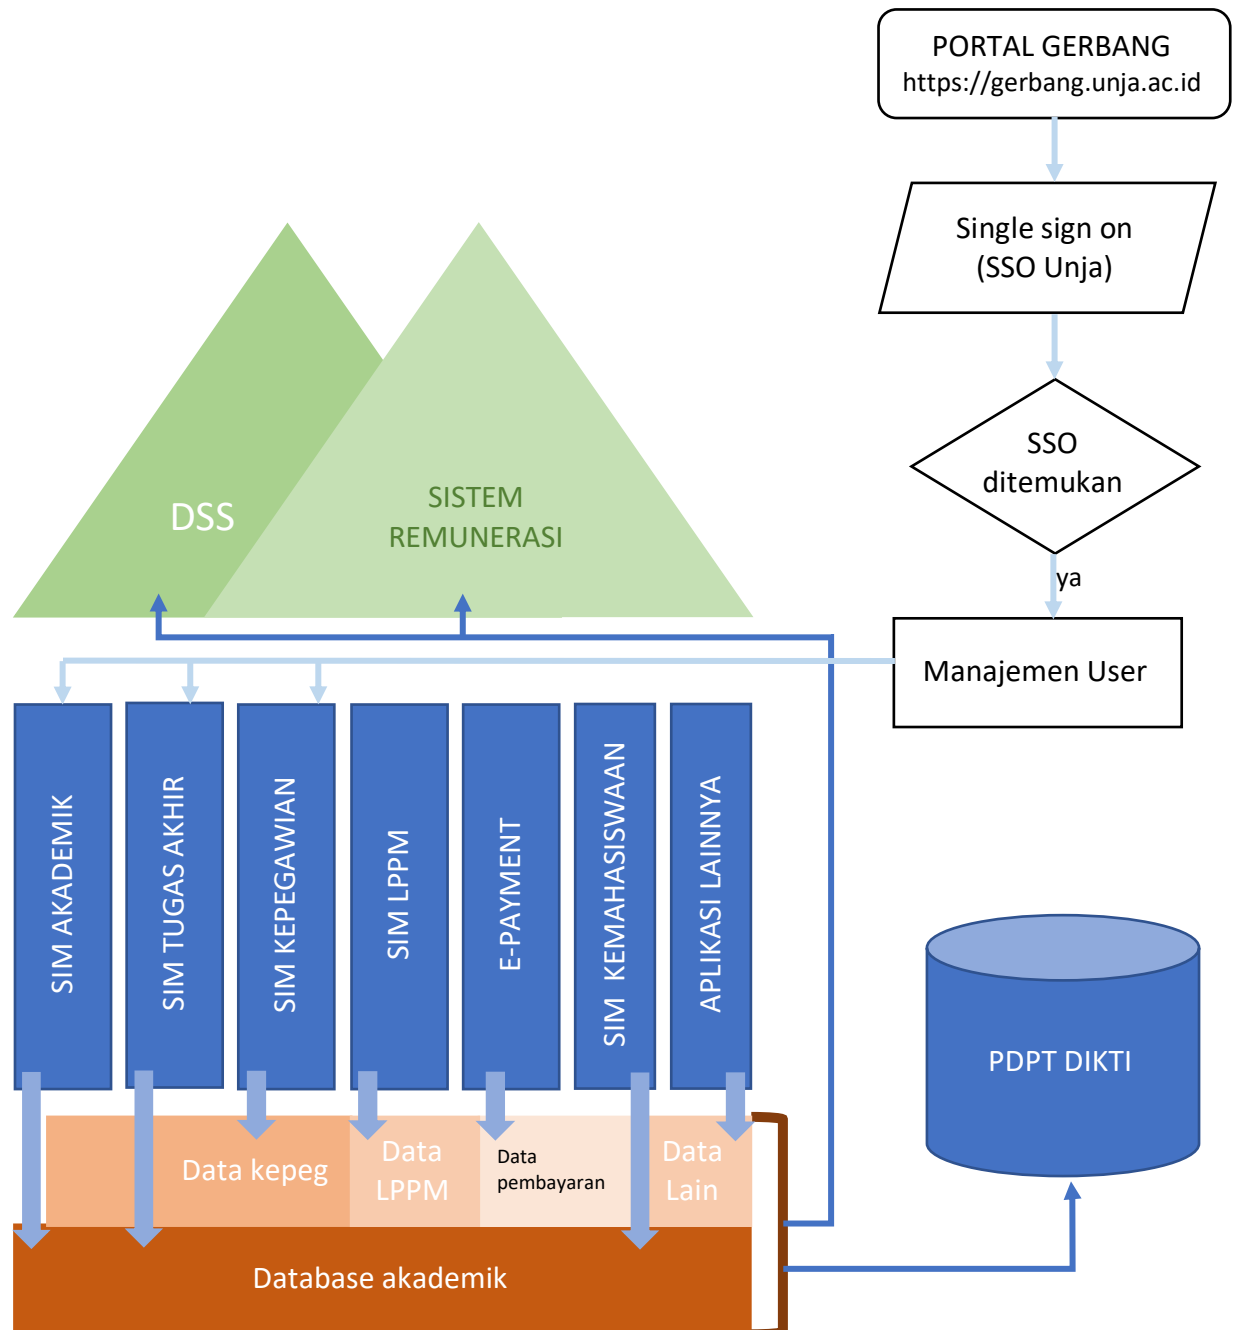 PORTAL GERBANG
https://gerbang.unja.ac.id
Single sign on
(SSO Unja)
SSO
ditemukan
ya
Manajemen User
DSS
SISTEM
REMUNERASI
SIM AKADEMIK
SIM TUGAS AKHIR
SIM KEPEGAWIAN
SIM LPPM
E-PAYMENT
SIM KEMAHASISWAAN
APLIKASI LAINNYA
PDPT DIKTI
Data kepeg
Data
LPPM
Data
pembayaran
Data
Lain
Database akademik